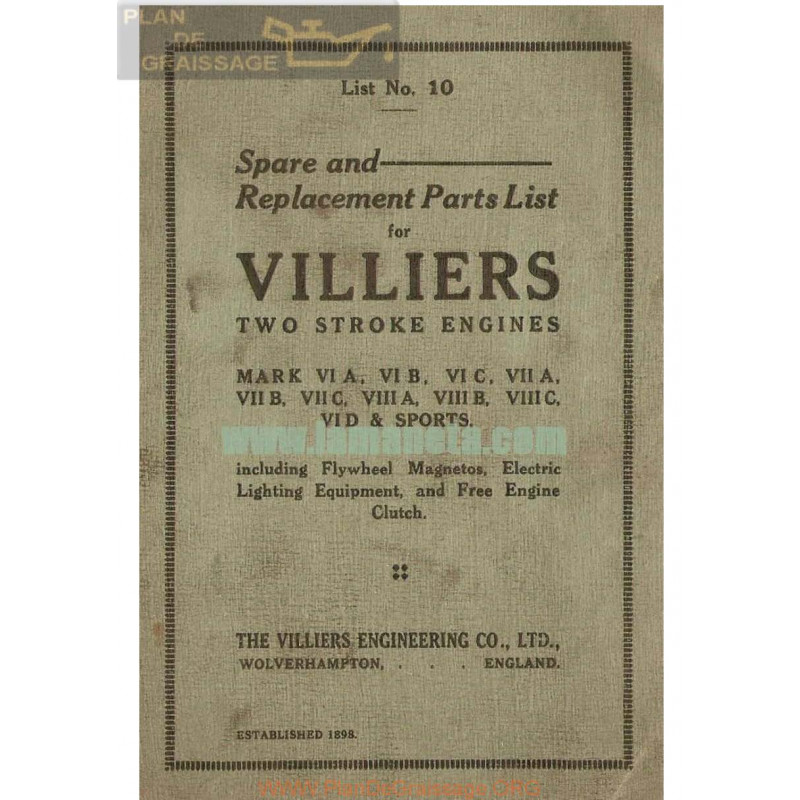 PLAN
DE
GRAISSAGE
List No. 10
Spare and
Replacement Parts List
for
VILLIERS
TWO STROKE ENGINES
MARK VI A, VI B, VI C, VII A,
VII B, VII C, VIII A, VIII B, VIII C,
VI D & SPORTS.
www.lamaneta.com
including Flywheel Magnetos, Electric
Lighting Equipment, and Free Engine
Clutch.
THE VILLIERS ENGINEERING CO., LTD.,
WOLVERHAMPTON, . . . ENGLAND.
ESTABLISHED 1898.
WWW.PlanDeGraissage.ORG